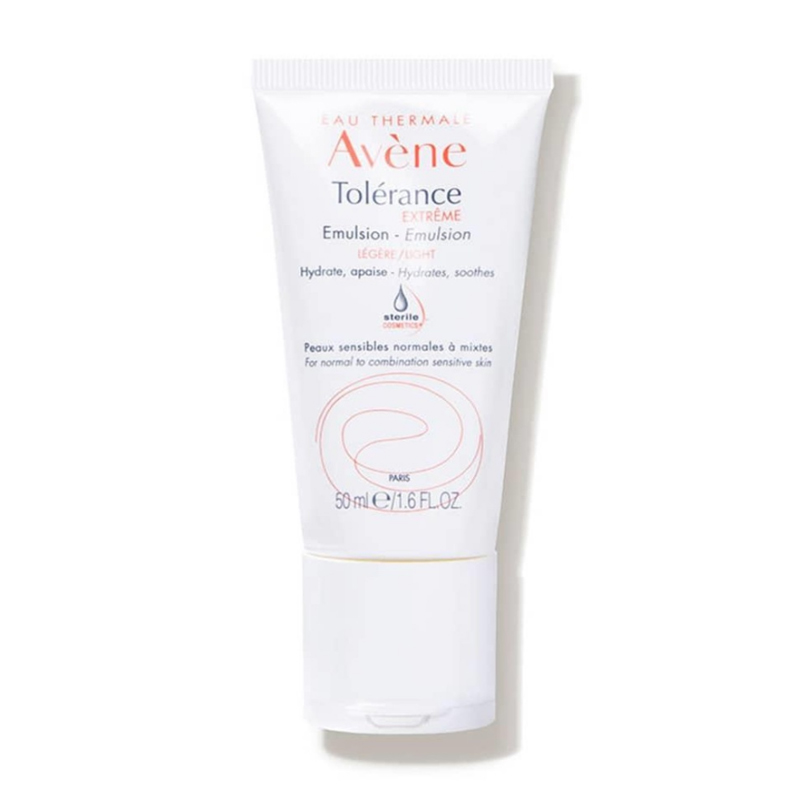 EAU THERMALE
Avène
Tolérance
EXTRÊME
Emulsion - Emulsion
LÉGÈRE/LIGHT
Hydrate, apaise - Hydrates, soothes
sterile
COSMETICS
Peaux sensibles normales à mixtes
For normal to combination sensitive skin
PARIS
50 ml ℮/1.6 FL.OZ.